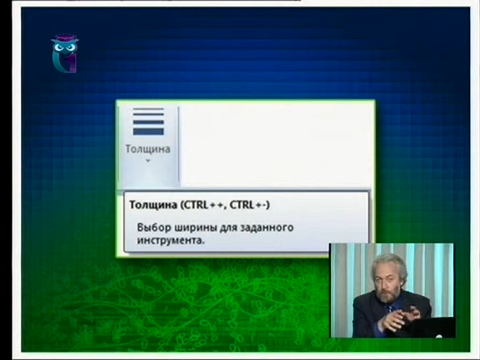 Толщина
Толщина (CTRL++, CTRL+-)
Выбор ширины для заданного
инструмента.